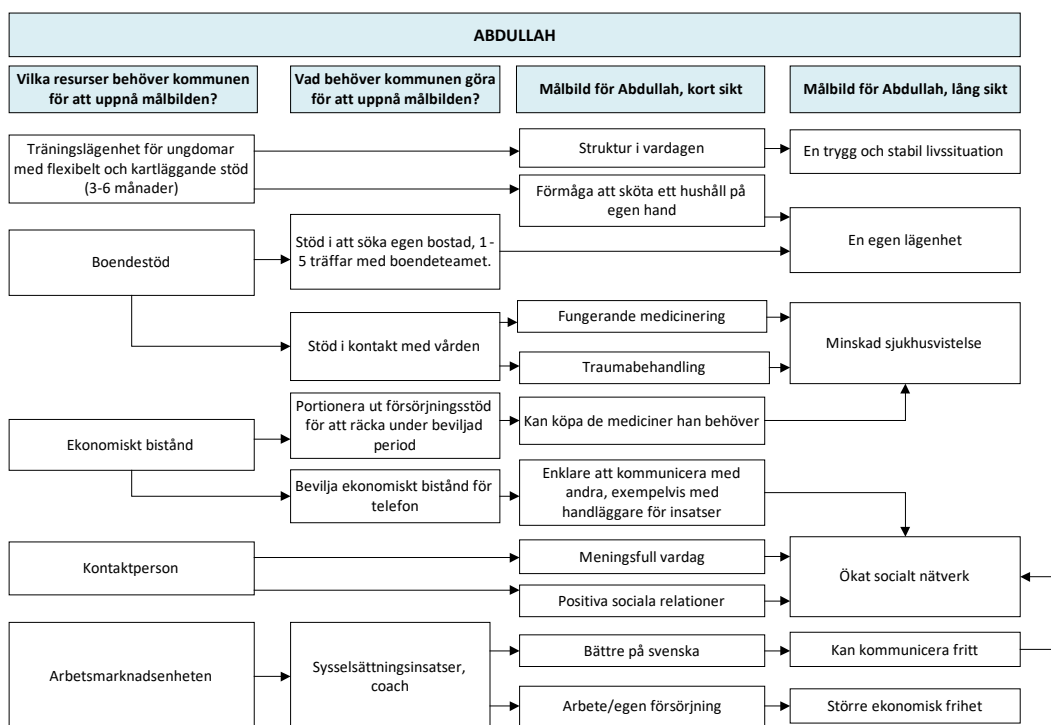 ABDULLAH
Vilka resurser behöver kommunen
för att uppnå målbilden?
Vad behöver kommunen göra
för att uppnå målbilden?
Målbild för Abdullah, kort sikt
Målbild för Abdullah, lång sikt
Träningslägenhet för ungdomar
med flexibelt och kartläggande stöd
(3-6 månader)
Struktur i vardagen
En trygg och stabil livssituation
Förmåga att sköta ett hushåll på
egen hand
Boendestöd
Stöd i att söka egen bostad, 1-
5 träffar med boendeteamet.
En egen lägenhet
Stöd i kontakt med vården
Fungerande medicinering
Traumabehandling
Minskad sjukhusvistelse
Ekonomiskt bistånd
Portionera ut försörjningsstöd
för att räcka under beviljad
period
Kan köpa de mediciner han behöver
Bevilja ekonomiskt bistånd för
telefon
Enklare att kommunicera med
andra, exempelvis med
handläggare för insatser
Kontaktperson
Meningsfull vardag
Positiva sociala relationer
Ökat socialt nätverk
Arbetsmarknadsenheten
Sysselsättningsinsatser,
coach
Bättre på svenska
Kan kommunicera fritt
Arbete/egen försörjning
Större ekonomisk frihet